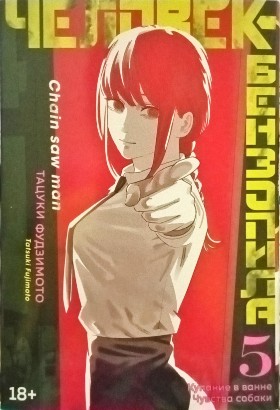 ЧЕЛОВЕК-
БЕНЗОПИЛА
Chain saw man
ТАЦУКИ ФУДЗИМОТО
Tatsuki Fujimoto
5
Купание в ванне
Чувства собаки
18+